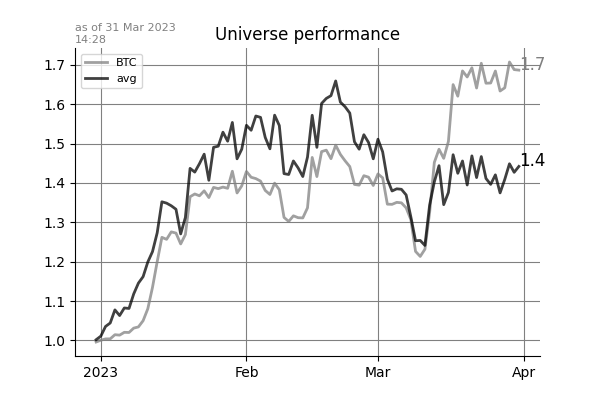 as of 31 Mar 2023
14:28
Universe performance
BTC
avg
1.7
1.6
1.5
1.4
1.3
1.2
1.1
1.0
1.7
1.4
2023
Feb
Mar
Apr